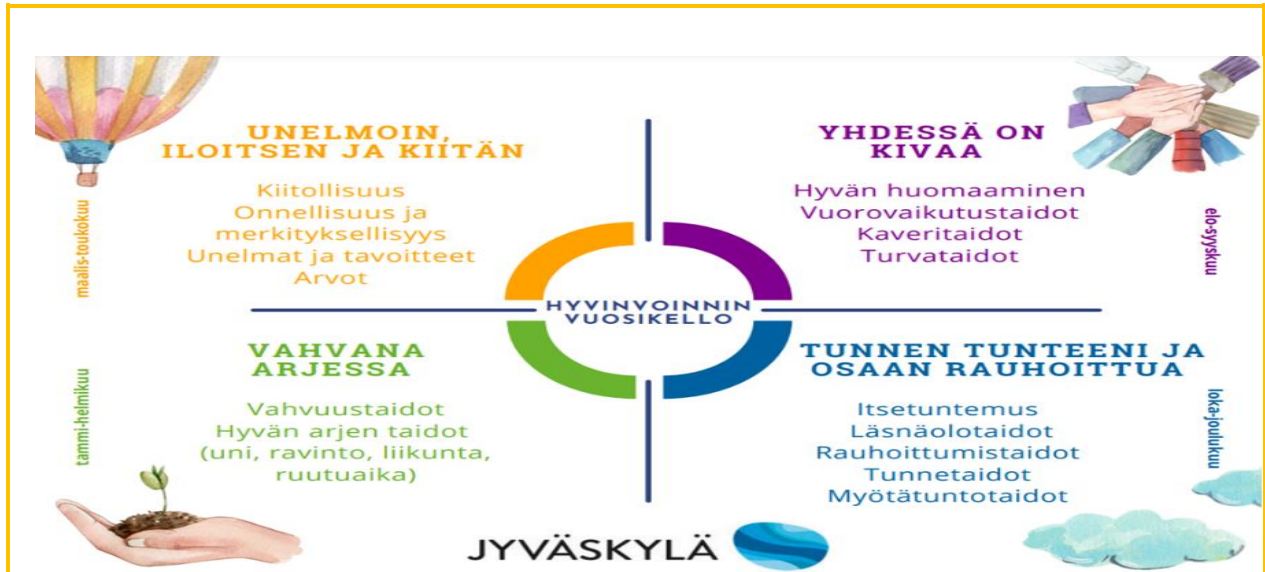 UNELMOIN,
ILOITSEN JA KIITÄN
Kiitollisuus
Onnellisuus ja
merkityksellisyys
Unelmat ja tavoitteet
Arvot
maalis-toukokuu
YHDESSÄ ON
KIVAA
Hyvän huomaaminen
Vuorovaikutustaidot
Kaveritaidot
Turvataidot
elo-syyskuu
HYVINVOINNIN
VUOSIKELLO
VAHVANA
ARJESSA
Vahvuustaidot
Hyvän arjen taidot
(uni, ravinto, liikunta,
ruutuaika)
tammi-helmikuu
TUNNEN TUNTEENI JA
OSAAN RAUHOITTUA
Itsetuntemus
Läsnäolotaidot
Rauhoittumistaidot
Tunnetaidot
Myötätuntotaidot
loka-joulukuu
JYVÄSKYLÄ